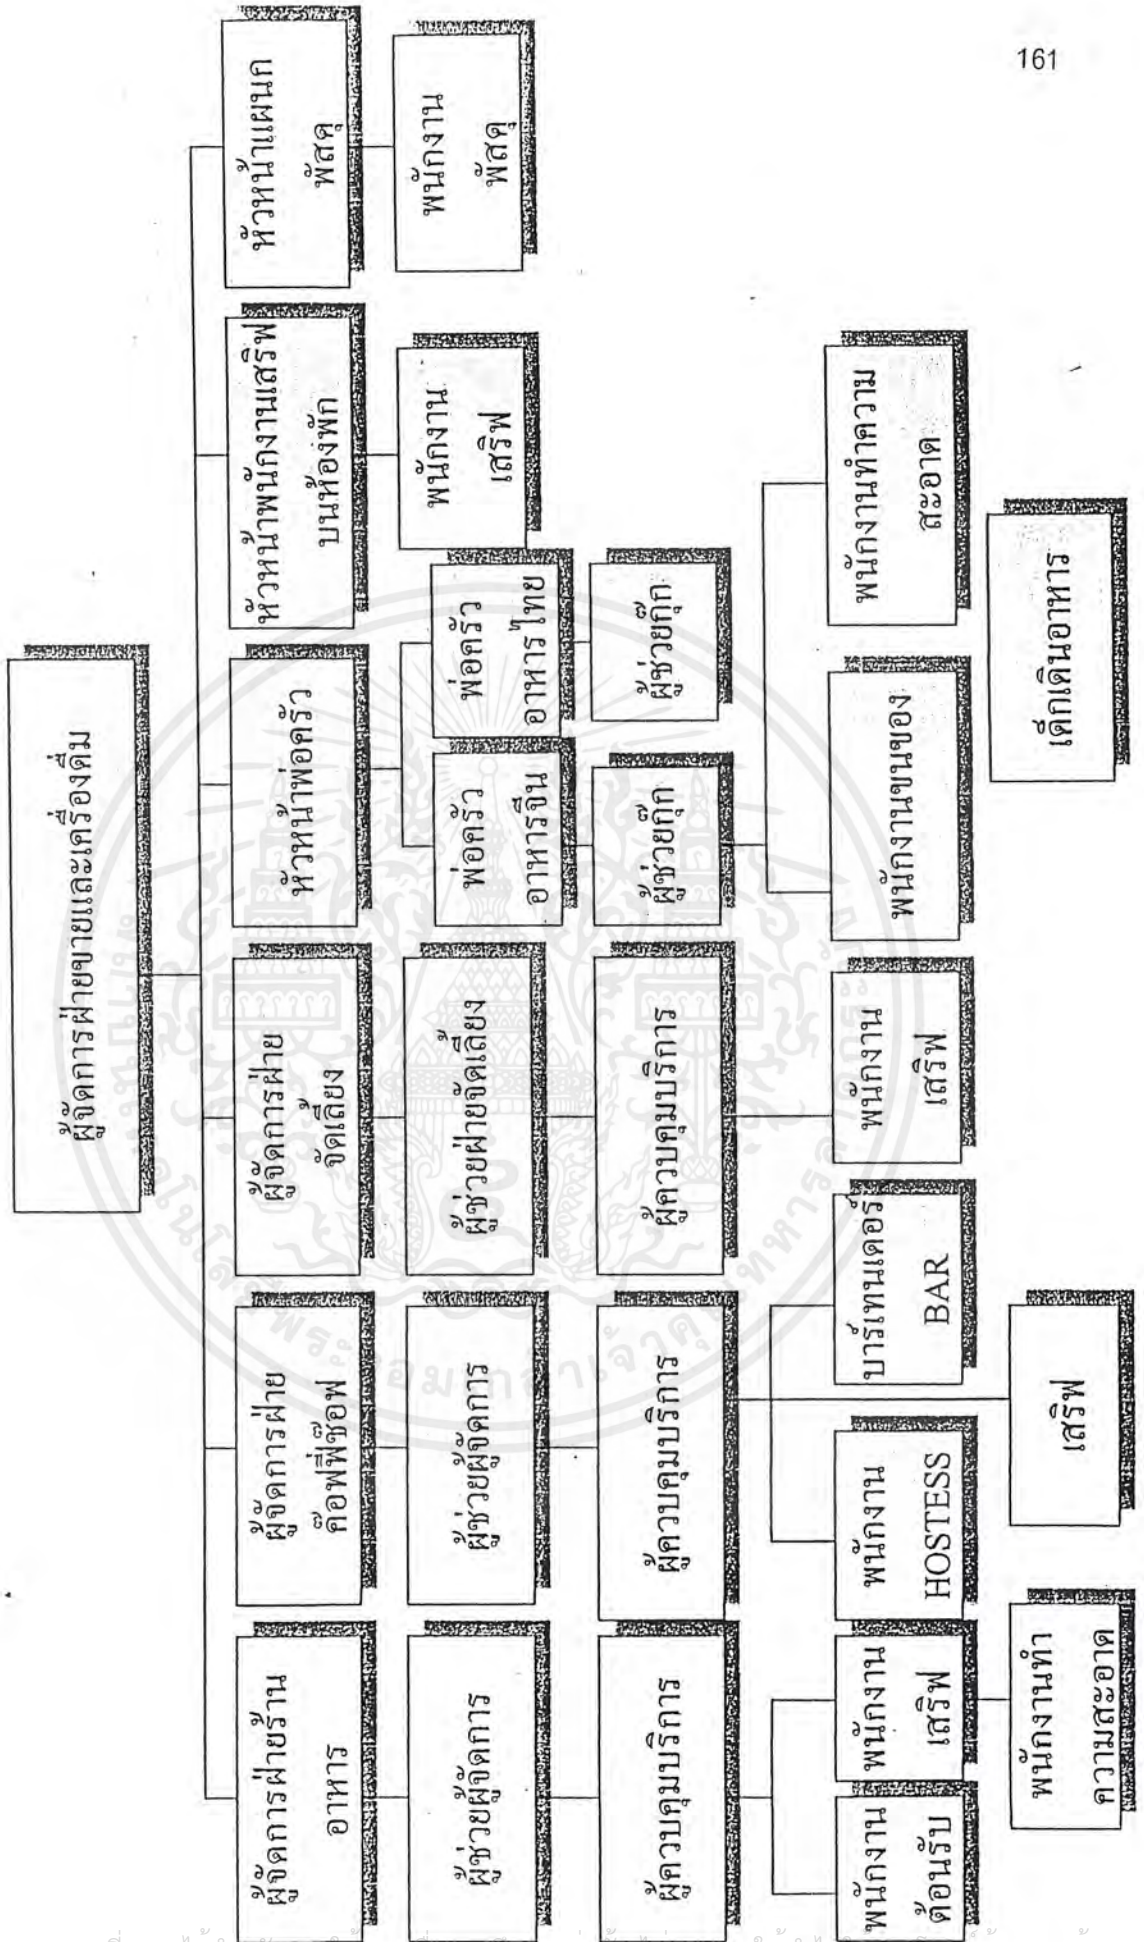 161
ผู้จัดการฝ่ายขายและเครื่องดื่ม
ผู้จัดการฝ่ายร้าน
อาหาร
ผู้จัดการฝ่าย
ค๊อฟฟี่ช๊อฟ
ผู้จัดการฝ่าย
จัดเลี้ยง
หัวหน้าพ่อครัว
หัวหน้าพนักงานเสริฟ
บนห้องพัก
หัวหน้าแผนก
พัสดุ
ผู้ช่วยผู้จัดการ
ผู้ช่วยผู้จัดการ
ผู้ช่วยฝ่ายจัดเลี้ยง
พ่อครัว
อาหารจีน
พ่อครัว
อาหารไทย
พนักงาน
เสริฟ
พนักงาน
พัสดุ
ผู้ควบคุมบริการ
ผู้ควบคุมบริการ
ผู้ควบคุมบริการ
ผู้ช่วยกุ๊ก
ผู้ช่วยกุ๊ก
พนักงาน
ต้อนรับ
พนักงาน
เสริฟ
พนักงาน
HOSTESS
บาร์เทนเดอร์
BAR
พนักงาน
เสริฟ
พนักงานขนของ
พนักงานทำความ
สะอาด
พนักงานทำ
ความสะอาด
เสริฟ
เด็กเดินอาหาร